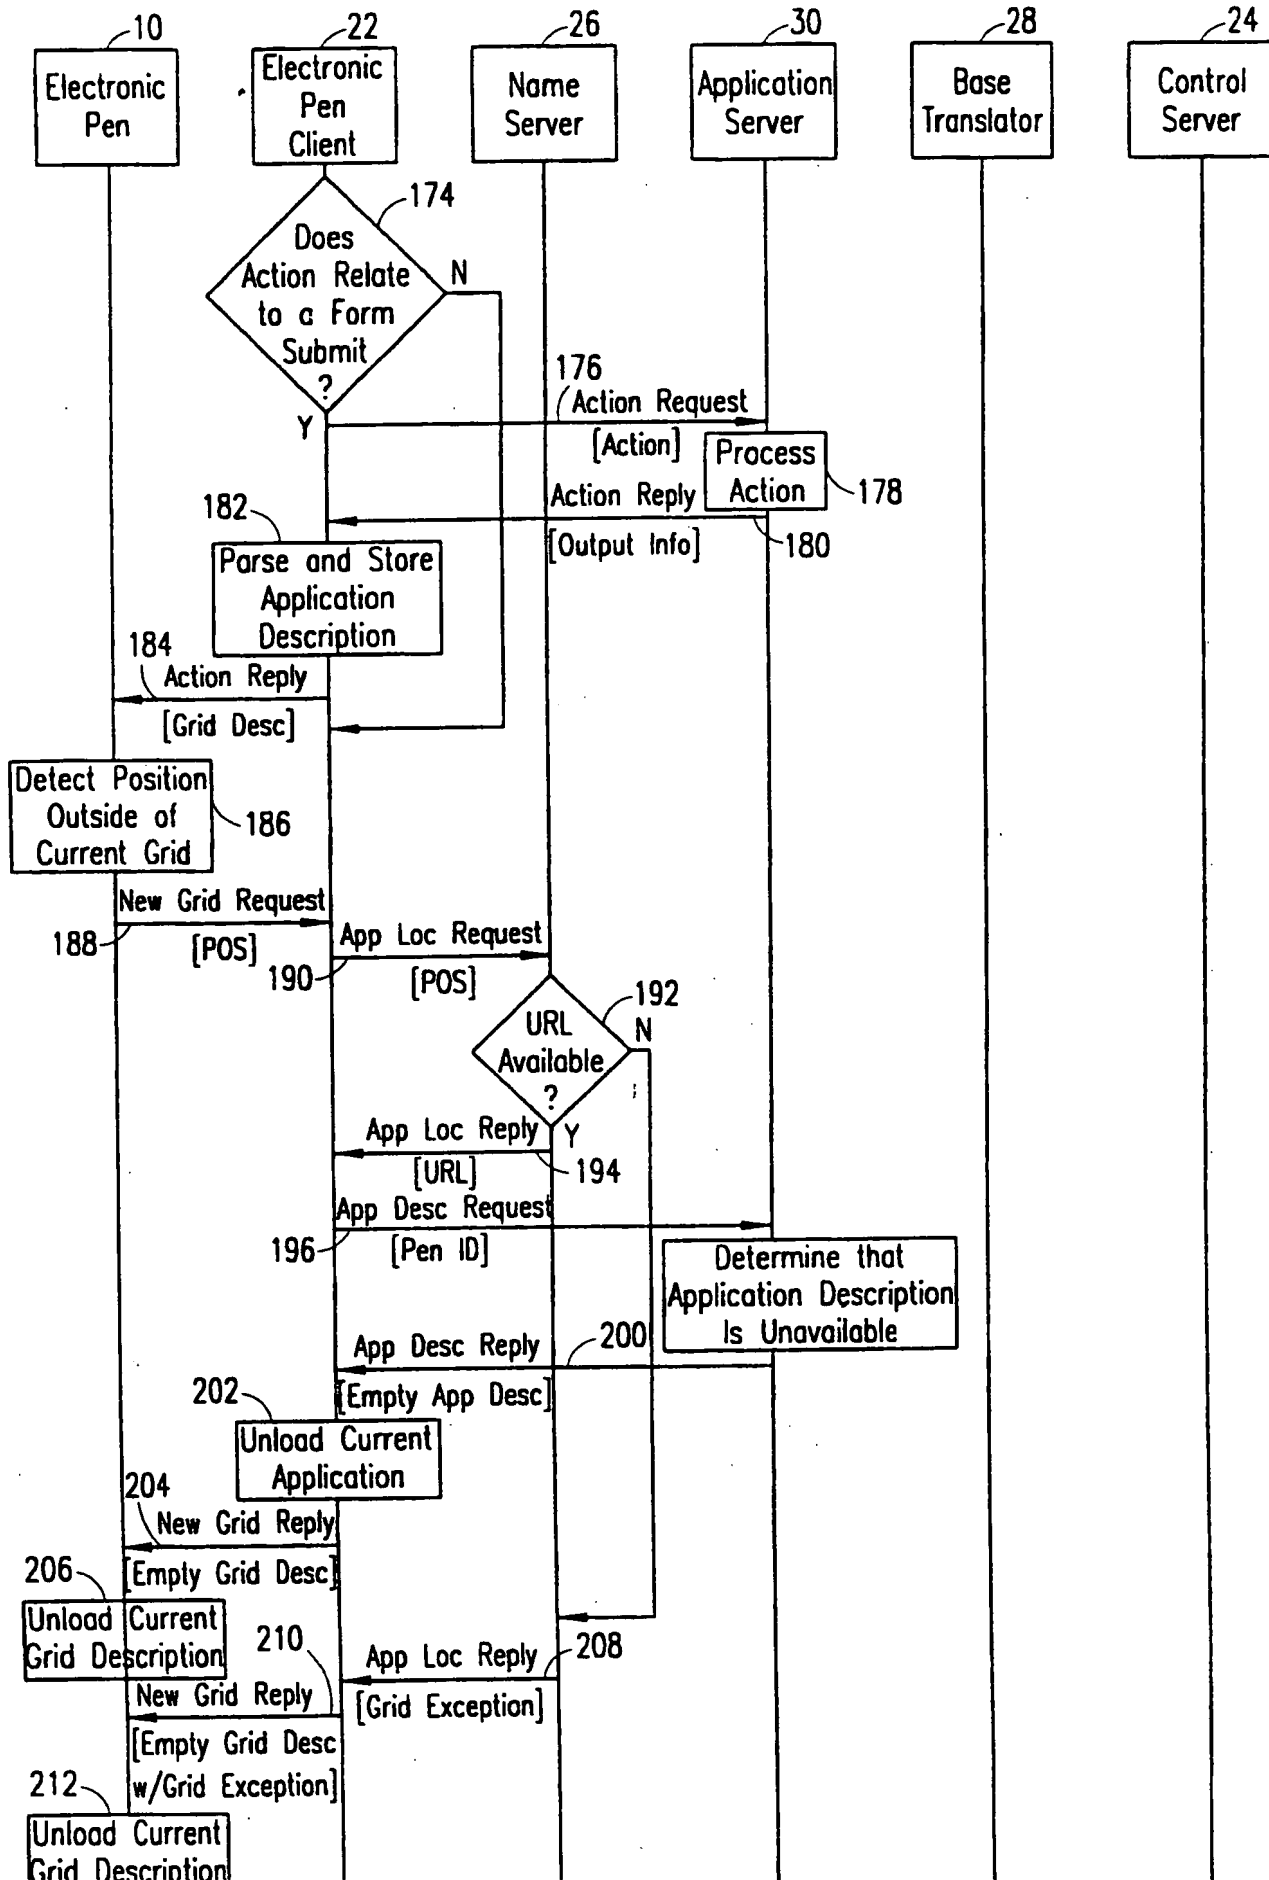 10
22
26
30
28
24
Electronic
Pen
Electronic
Pen
Client
Name
Server
Application
Server
Base
Translator
Control
Server
174
Does
Action Relate
to a Form
Submit
?
N
Y
176
Action Request
[Action]
Process
Action
178
Action Reply
[Output Info]
180
182
Parse and Store
Application
Description
184
Action Reply
[Grid Desc]
Detect Position
Outside of
Current Grid
186
New Grid Request
188
[POS]
App Loc Request
190
[POS]
192
URL
Available
?
N
Y
App Loc Reply
[URL]
194
App Desc Request
196
[Pen ID]
Determine that
Application Description
Is Unavailable
App Desc Reply
200
[Empty App Desc]
202
Unload Current
Application
204
New Grid Reply
[Empty Grid Desc]
206
Unload Current
Grid Description
App Loc Reply
208
[Grid Exception]
210
New Grid Reply
[Empty Grid Desc
w/Grid Exception]
212
Unload Current
Grid Description